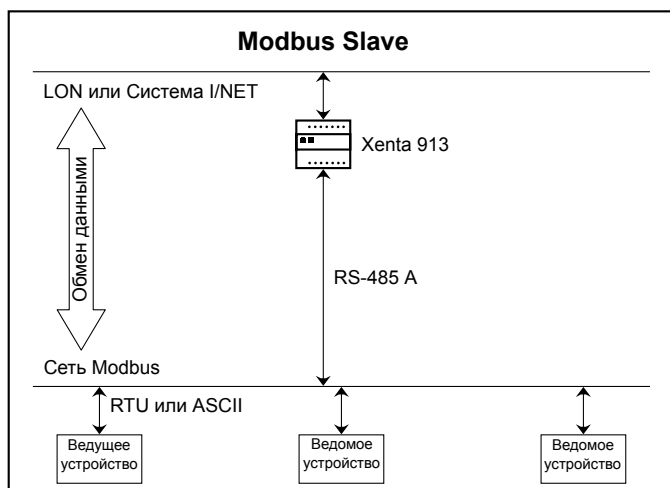 Modbus Slave
LON или Система I/NET
Xenta 913
Обмен данными
RS-485 A
Сеть Modbus
RTU или ASCII
Ведущее
устройство
Ведомое
устройство
Ведомое
устройство